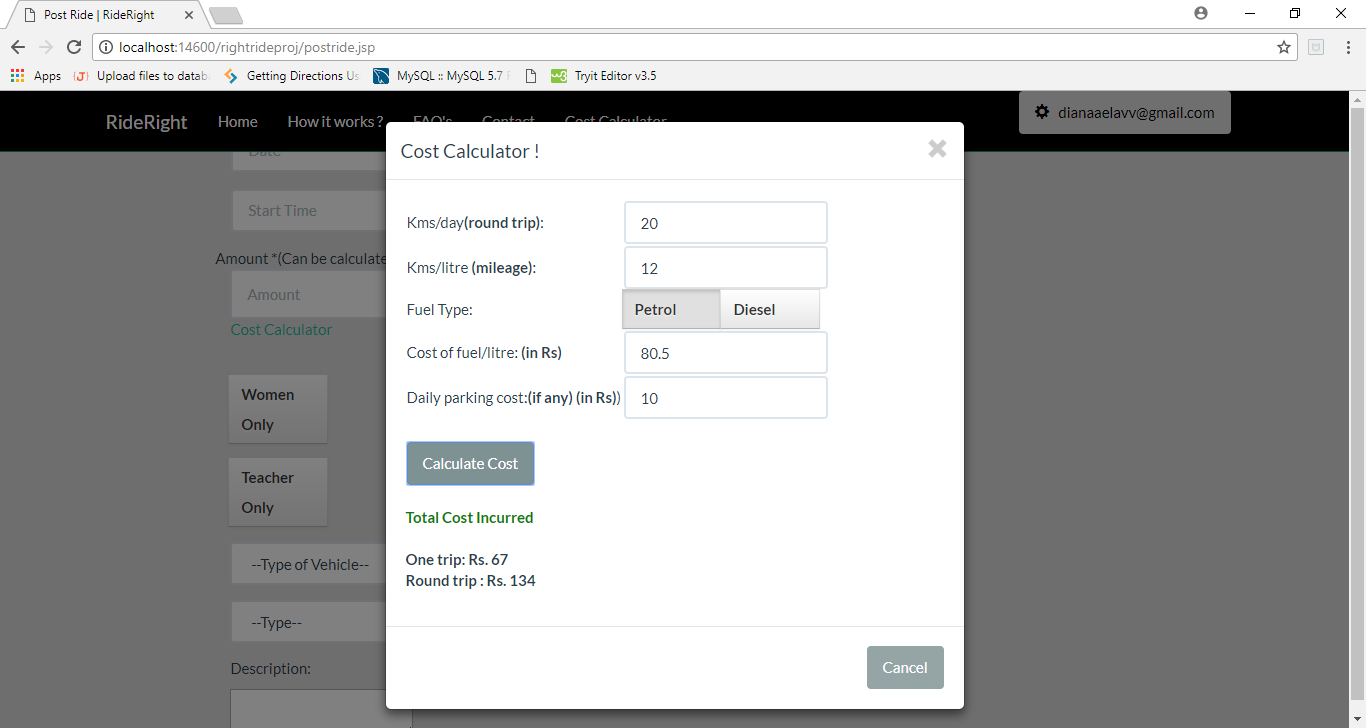 Post Ride | RideRight
localhost:14600/rightrideproj/postride.jsp
Apps Upload files to datab Getting Directions Us MySQL :: MySQL 5.7 Tryit Editor v3.5
RideRight Home How it works ? FAQ's Contact Cost Calculator dianaaelavv@gmail.com
Cost Calculator !
Date
Start Time
Amount *(Can be calculate
Amount
Cost Calculator
Women
Only
Teacher
Only
--Type of Vehicle--
--Type--
Description:
Kms/day(round trip): 20
Kms/litre (mileage): 12
Fuel Type: Petrol Diesel
Cost of fuel/litre: (in Rs) 80.5
Daily parking cost:(if any) (in Rs)) 10
Calculate Cost
Total Cost Incurred
One trip: Rs. 67
Round trip : Rs. 134
Cancel